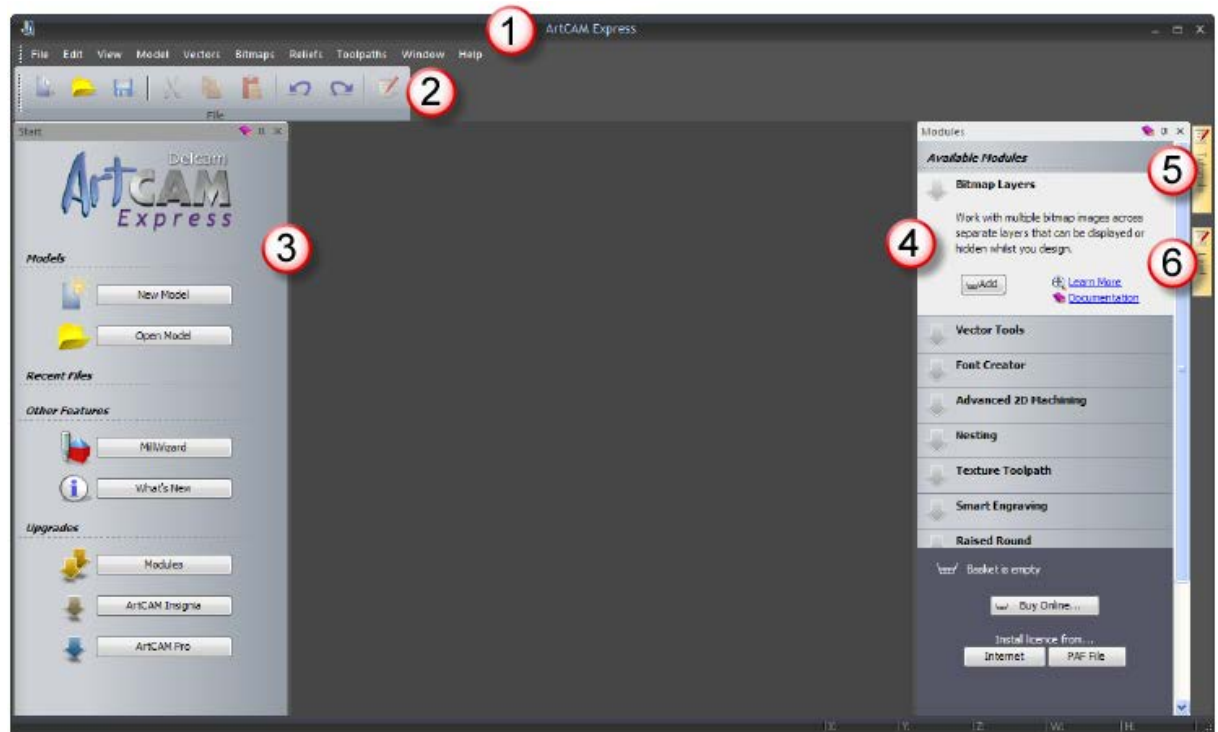 ArtCAM Express
1
File Edit View Model Vectors Bitmaps Reliefs Toolpaths Window Help
2
File
Start
Delcam
ArtCAM
Express
3
Models
New Model
Open Model
Recent Files
Other Features
MillWizard
What's New
Upgrades
Modules
ArtCAM Insignia
ArtCAM Pro
Modules
Available Modules
5
Bitmap Layers
Work with multiple bitmap images across
separate layers that can be displayed or
hidden whilst you design.
4
6
Add
Learn More
Documentation
Vector Tools
Font Creator
Advanced 2D Machining
Nesting
Texture Toolpath
Smart Engraving
Raised Round
Basket is empty
Buy Online...
Install licence from...
Internet PAF File
X: Y: Z: W: H: